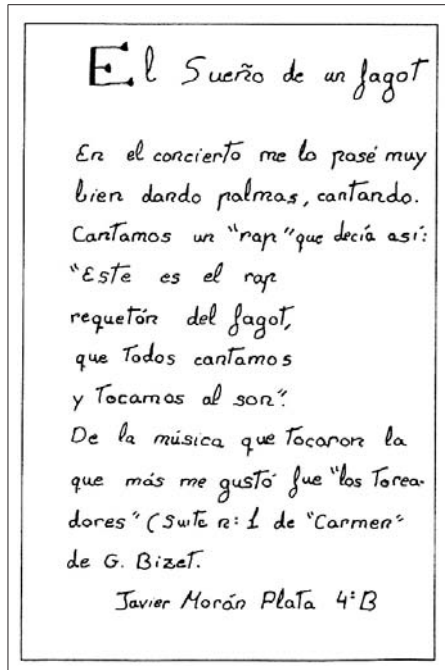 El Sueño de un fagot
En el concierto me lo pasé muy
bien dando palmas, cantando.
Cantamos un "rap" que decía así:
"Este es el rap
requetón del fagot,
que todos cantamos
y tocamos al son".
De la música que tocaron la
que más me gustó fue "los torea-
dores" (Suite n: 1 de "Carmen"
de G. Bizet.
Javier Morán Plata 4º B